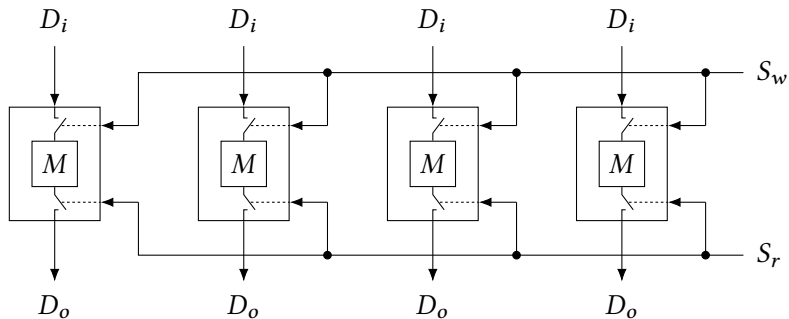 D_i D_i D_i D_i
S_w
M M M M
S_r
D_o D_o D_o D_o